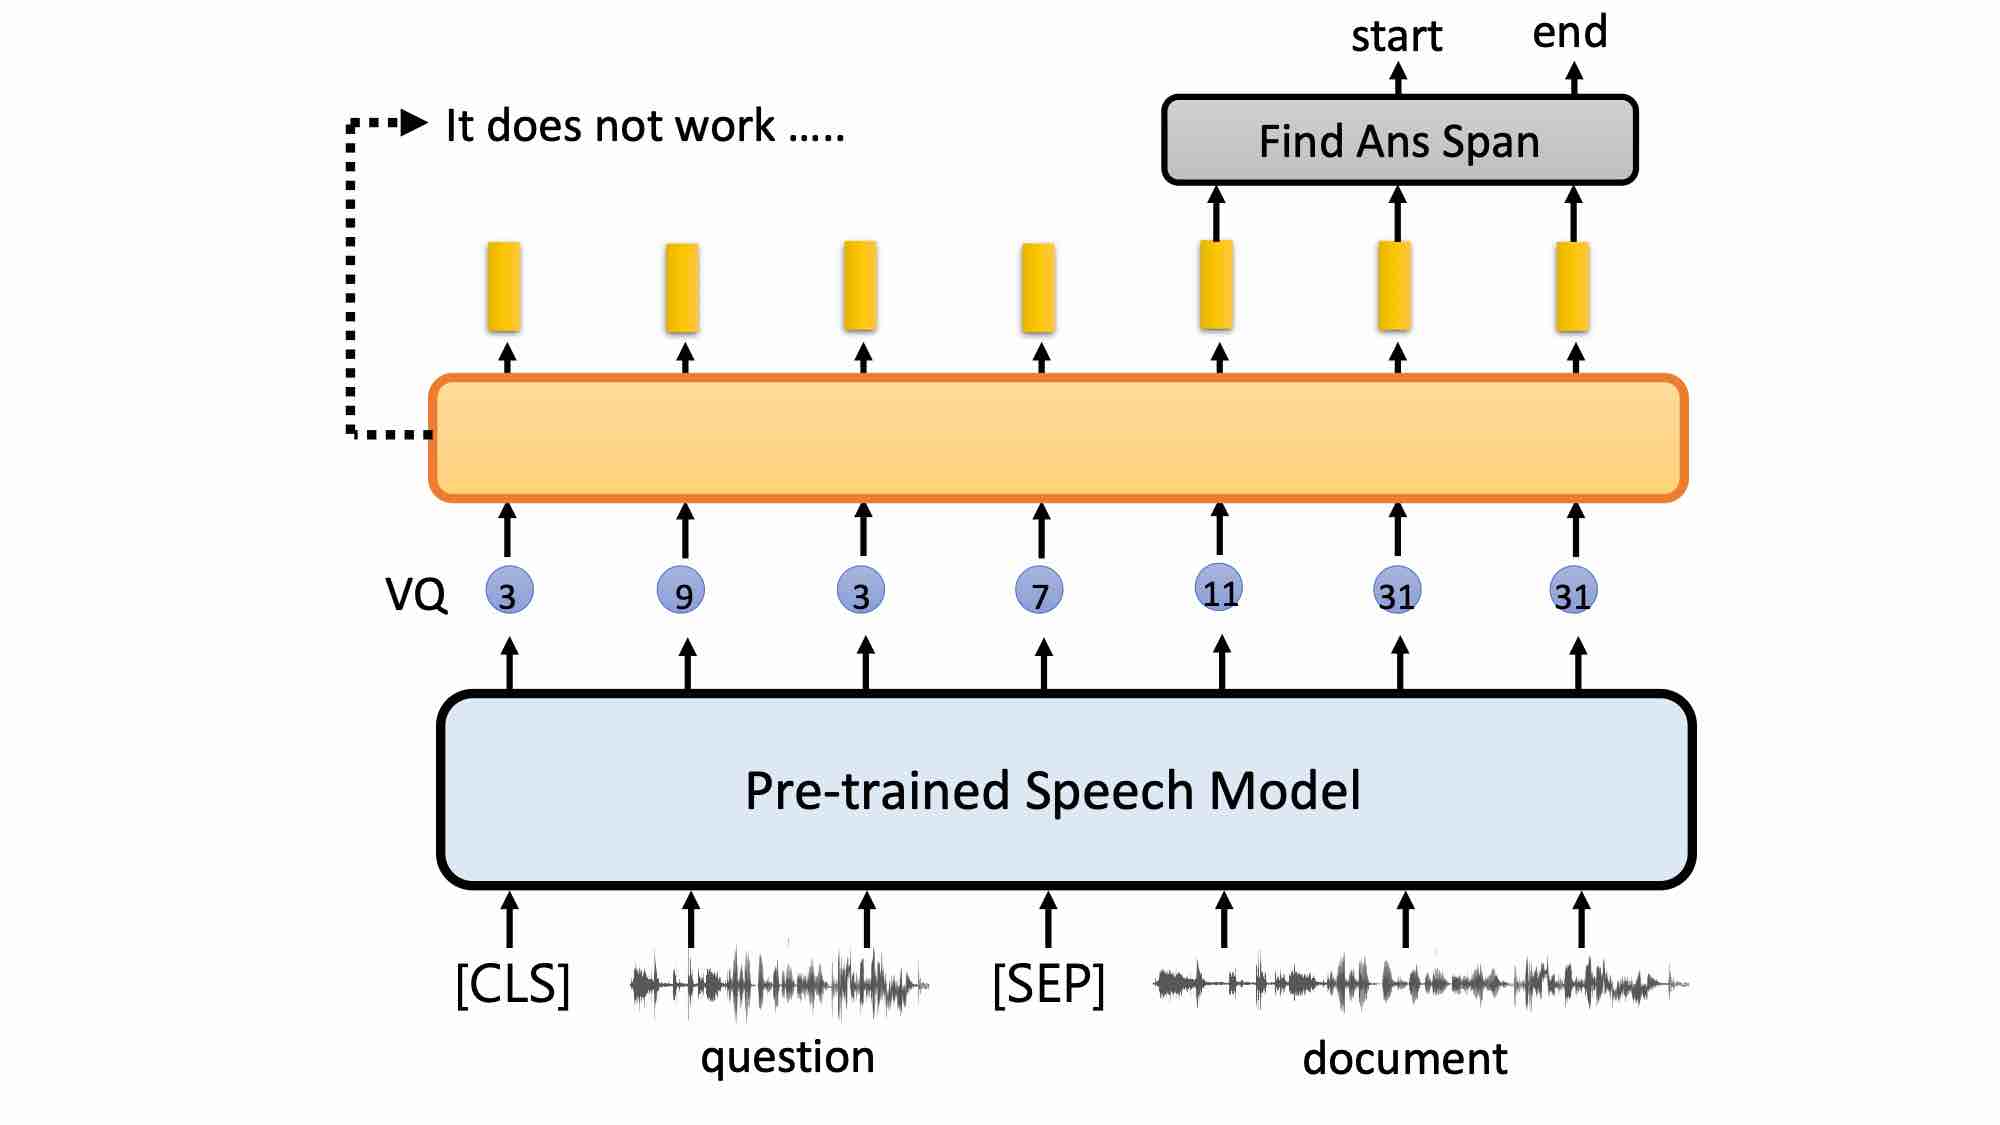 start end
It does not work …..
Find Ans Span
VQ 3 9 3 7 11 31 31
Pre-trained Speech Model
[CLS] [SEP]
question document